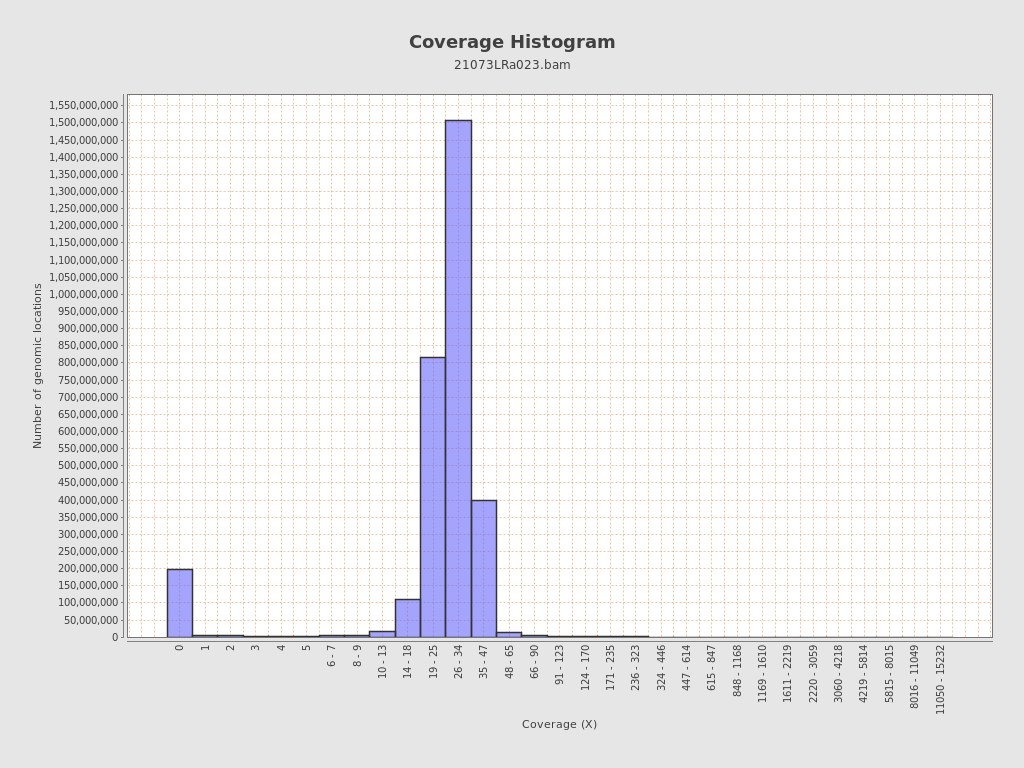 Coverage Histogram
21073LRa023.bam
Number of genomic locations
1,550,000,000
1,500,000,000
1,450,000,000
1,400,000,000
1,350,000,000
1,300,000,000
1,250,000,000
1,200,000,000
1,150,000,000
1,100,000,000
1,050,000,000
1,000,000,000
950,000,000
900,000,000
850,000,000
800,000,000
750,000,000
700,000,000
650,000,000
600,000,000
550,000,000
500,000,000
450,000,000
400,000,000
350,000,000
300,000,000
250,000,000
200,000,000
150,000,000
100,000,000
50,000,000
0
0
1
2
3
4
5
6 - 7
8 - 9
10 - 13
14 - 18
19 - 25
26 - 34
35 - 47
48 - 65
66 - 90
91 - 123
124 - 170
171 - 235
236 - 323
324 - 446
447 - 614
615 - 847
848 - 1168
1169 - 1610
1611 - 2219
2220 - 3059
3060 - 4218
4219 - 5814
5815 - 8015
8016 - 11049
11050 - 15232
Coverage (X)